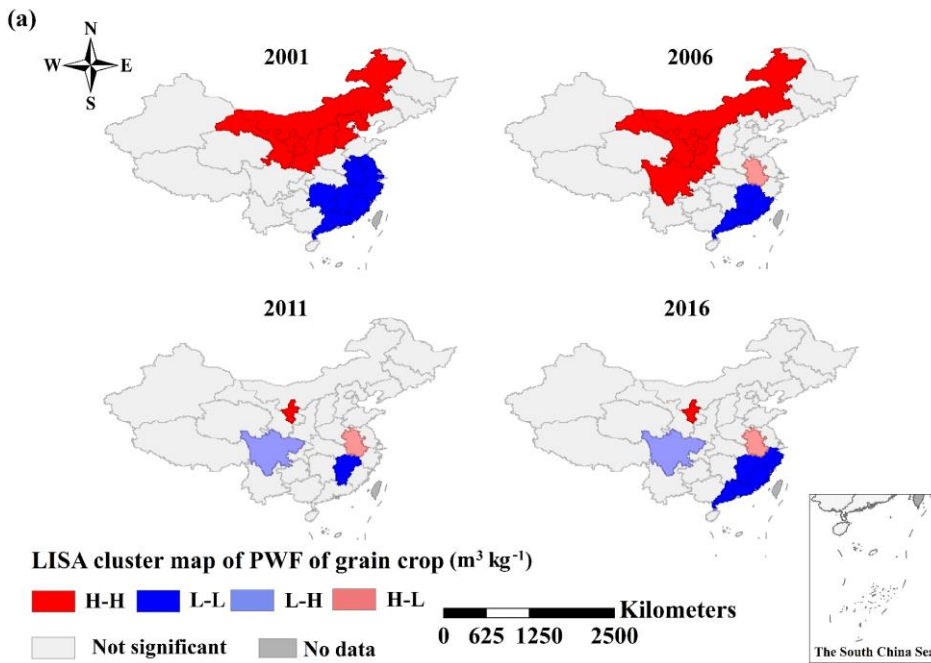 (a)
N
W E
S
2001
2006
2011
2016
LISA cluster map of PWF of grain crop (m³ kg⁻¹)
H-H L-L L-H H-L
Not significant No data
Kilometers
0 625 1250 2500
The South China Sea